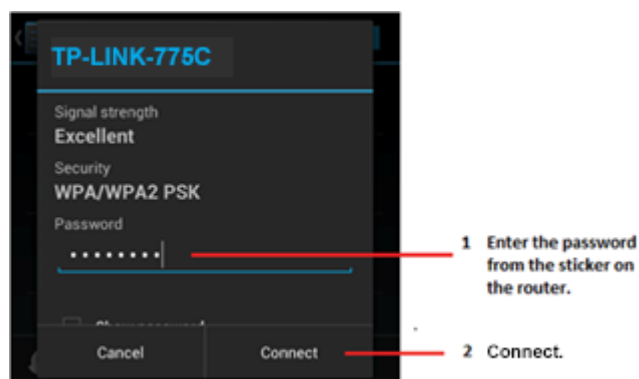 TP-LINK-775C
Signal strength
Excellent
Security
WPA/WPA2 PSK
Password
••••••••
1 Enter the password
from the sticker on
the router.
Cancel
Connect
2 Connect.